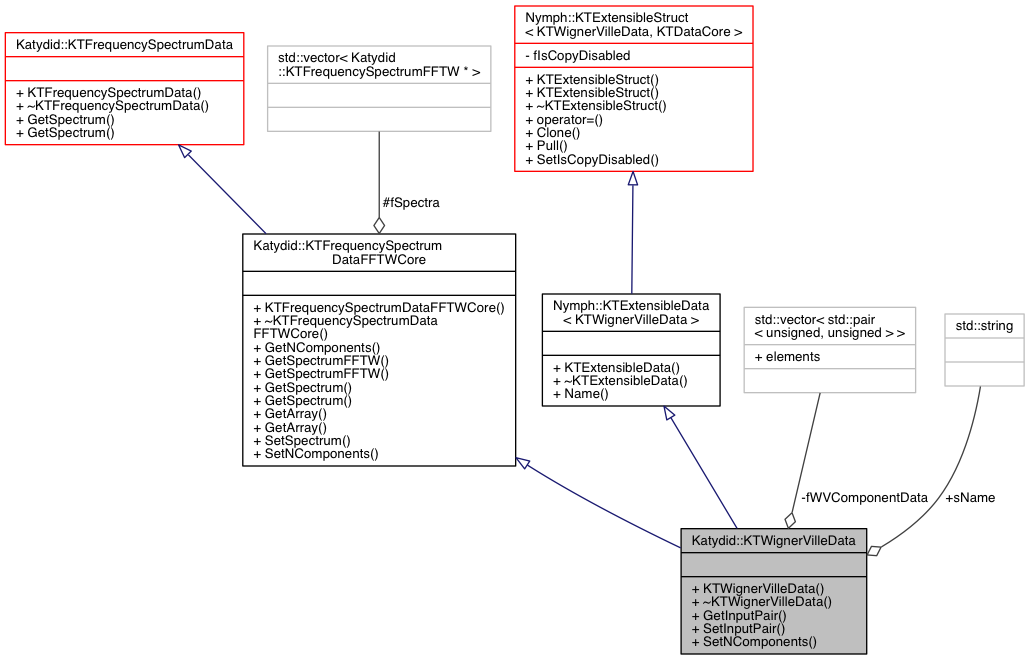 Katydid::KTFrequencySpectrumData
+ KTFrequencySpectrumData()
+ ~KTFrequencySpectrumData()
+ GetSpectrum()
+ GetSpectrum()
std::vector< Katydid
::KTFrequencySpectrumFFTW * >
Nymph::KTExtensibleStruct
< KTWignerVilleData, KTDataCore >
- fIsCopyDisabled
+ KTExtensibleStruct()
+ KTExtensibleStruct()
+ ~KTExtensibleStruct()
+ operator=()
+ Clone()
+ Pull()
+ SetIsCopyDisabled()
#fSpectra
Katydid::KTFrequencySpectrum
DataFFTWCore
+ KTFrequencySpectrumDataFFTWCore()
+ ~KTFrequencySpectrumData
FFTWCore()
+ GetNComponents()
+ GetSpectrumFFTW()
+ GetSpectrumFFTW()
+ GetSpectrum()
+ GetSpectrum()
+ GetArray()
+ GetArray()
+ SetSpectrum()
+ SetNComponents()
Nymph::KTExtensibleData
< KTWignerVilleData >
+ KTExtensibleData()
+ ~KTExtensibleData()
+ Name()
std::vector< std::pair
< unsigned, unsigned > >
+ elements
std::string
-fWVComponentData
+sName
Katydid::KTWignerVilleData
+ KTWignerVilleData()
+ ~KTWignerVilleData()
+ GetInputPair()
+ SetInputPair()
+ SetNComponents()